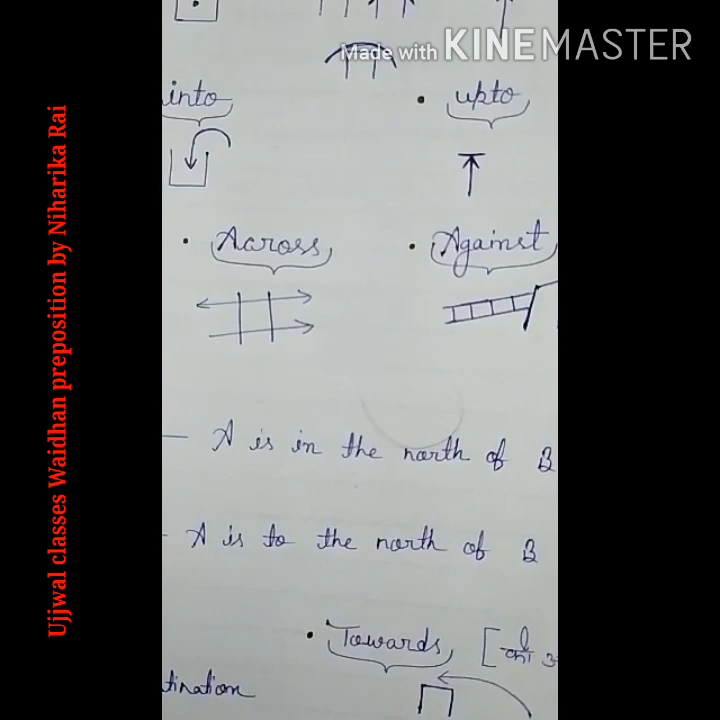 Made with KINEMASTER
Ujjwal classes Waidhan preposition by Niharika Rai
into
• upto
• Across
• Against
— A is in the north of B
- A is to the north of B
• Towards
tination